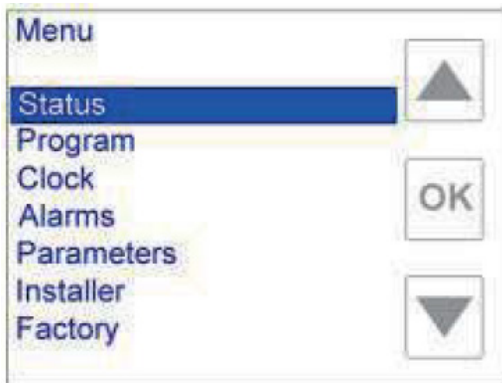 Menu
Status
Program
Clock
OK
Alarms
Parameters
Installer
Factory